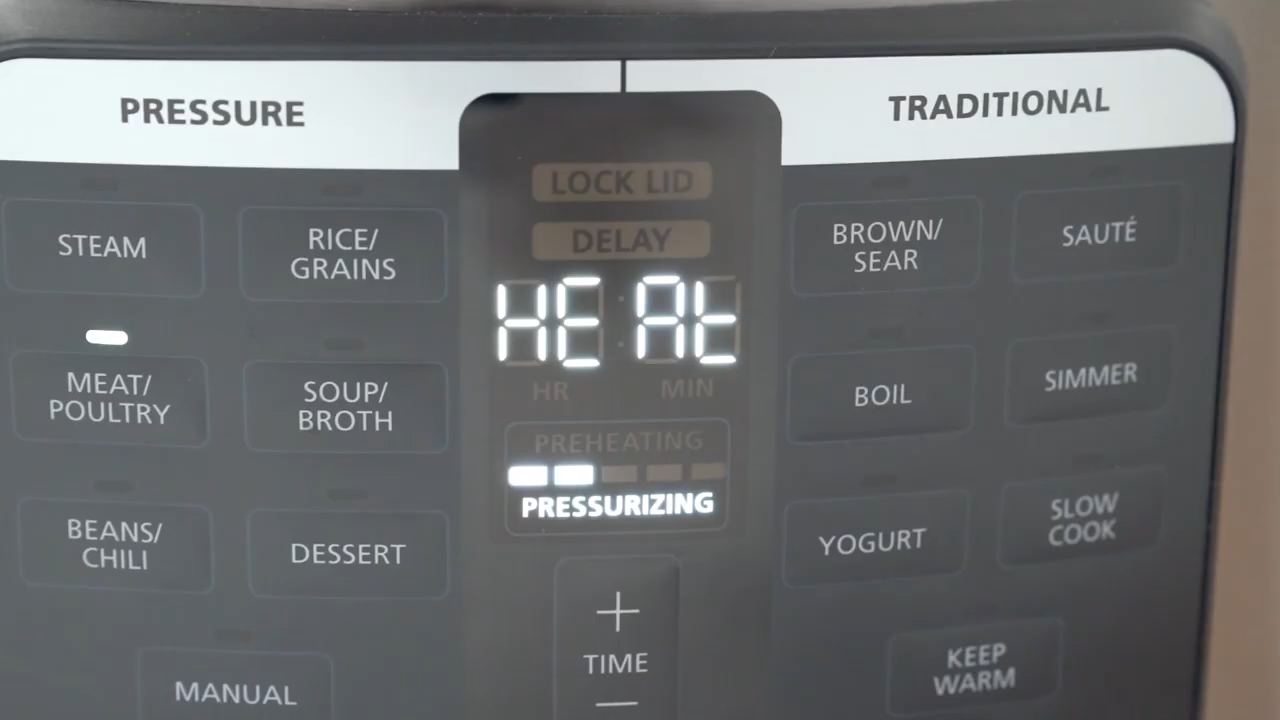 PRESSURE
TRADITIONAL
LOCK LID
DELAY
HEAt
HR MIN
PREHEATING
PRESSURIZING
STEAM
RICE/
GRAINS
MEAT/
POULTRY
SOUP/
BROTH
BEANS/
CHILI
DESSERT
MANUAL
+
TIME
−
BROWN/
SEAR
SAUTÉ
BOIL
SIMMER
YOGURT
SLOW
COOK
KEEP
WARM